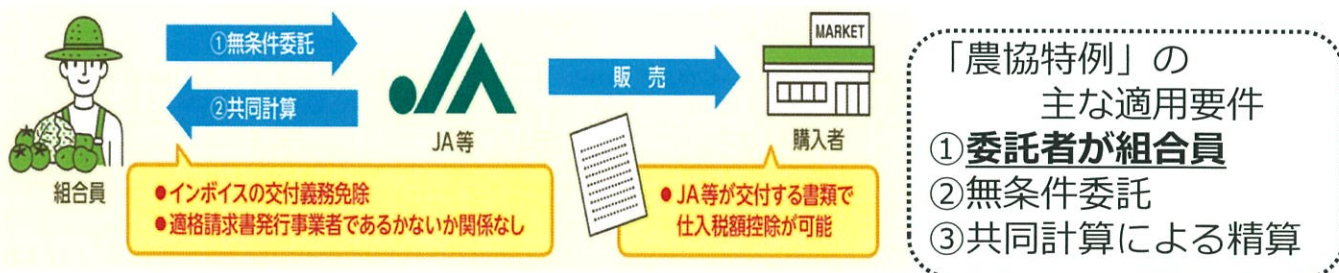 ①無条件委託
②共同計算
組合員
JA等
販売
MARKET
購入者
●インボイスの交付義務免除
●適格請求書発行事業者であるかないか関係なし
●JA等が交付する書類で
仕入税額控除が可能
「農協特例」の
主な適用要件
①委託者が組合員
②無条件委託
③共同計算による精算